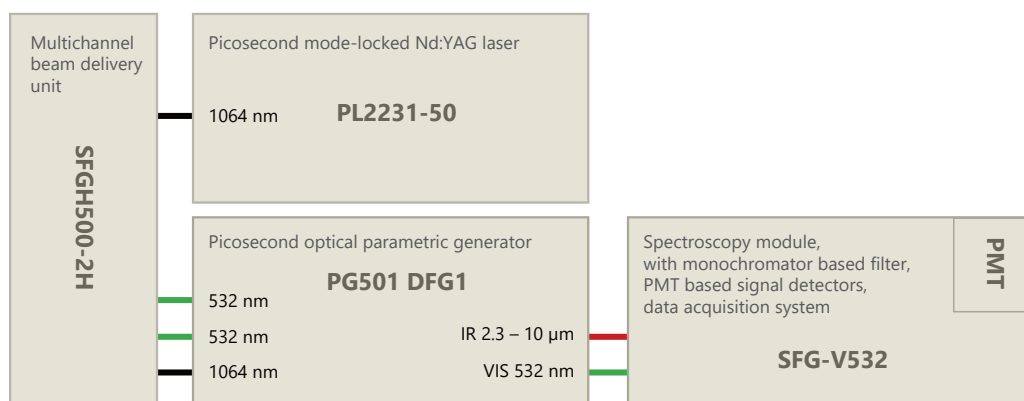 Multichannel
beam delivery
unit
SFGH500-2H
Picosecond mode-locked Nd:YAG laser
1064 nm
PL2231-50
Picosecond optical parametric generator
PG501 DFG1
532 nm
532 nm
1064 nm
IR 2.3 – 10 µm
VIS 532 nm
Spectroscopy module,
with monochromator based filter,
PMT based signal detectors,
data acquisition system
SFG-V532
PMT